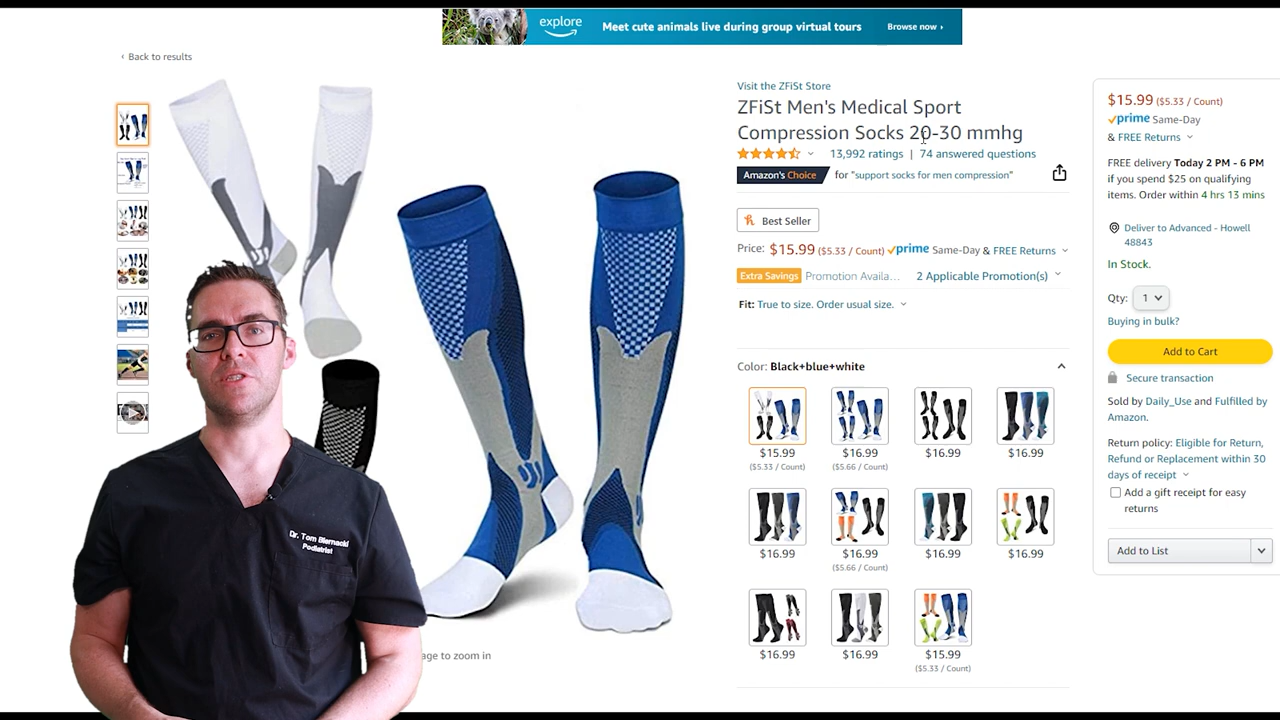 explore
Meet cute animals live during group virtual tours
Browse now ›
‹ Back to results
Visit the ZFiSt Store
ZFiSt Men's Medical Sport
Compression Socks 20-30 mmhg
13,992 ratings | 74 answered questions
Amazon's Choice for "support socks for men compression"
Best Seller
Price: $15.99 ($5.33 / Count) prime Same-Day & FREE Returns
Extra Savings Promotion Availa... 2 Applicable Promotion(s)
Fit: True to size. Order usual size.
Color: Black+blue+white
$15.99 $16.99 $16.99 $16.99
($5.33 / Count) ($5.66 / Count)
$16.99 $16.99 $16.99 $16.99
($5.66 / Count)
$16.99 $16.99 $15.99
($5.33 / Count)
$15.99 ($5.33 / Count)
prime Same-Day
& FREE Returns
FREE delivery Today 2 PM - 6 PM
if you spend $25 on qualifying
items. Order within 4 hrs 13 mins
Deliver to Advanced - Howell
48843
In Stock.
Qty: 1
Buying in bulk?
Add to Cart
Secure transaction
Sold by Daily_Use and Fulfilled by
Amazon.
Return policy: Eligible for Return,
Refund or Replacement within 30
days of receipt
Add a gift receipt for easy
returns
Add to List
Dr. Tom Biernacki
Podiatrist
age to zoom in